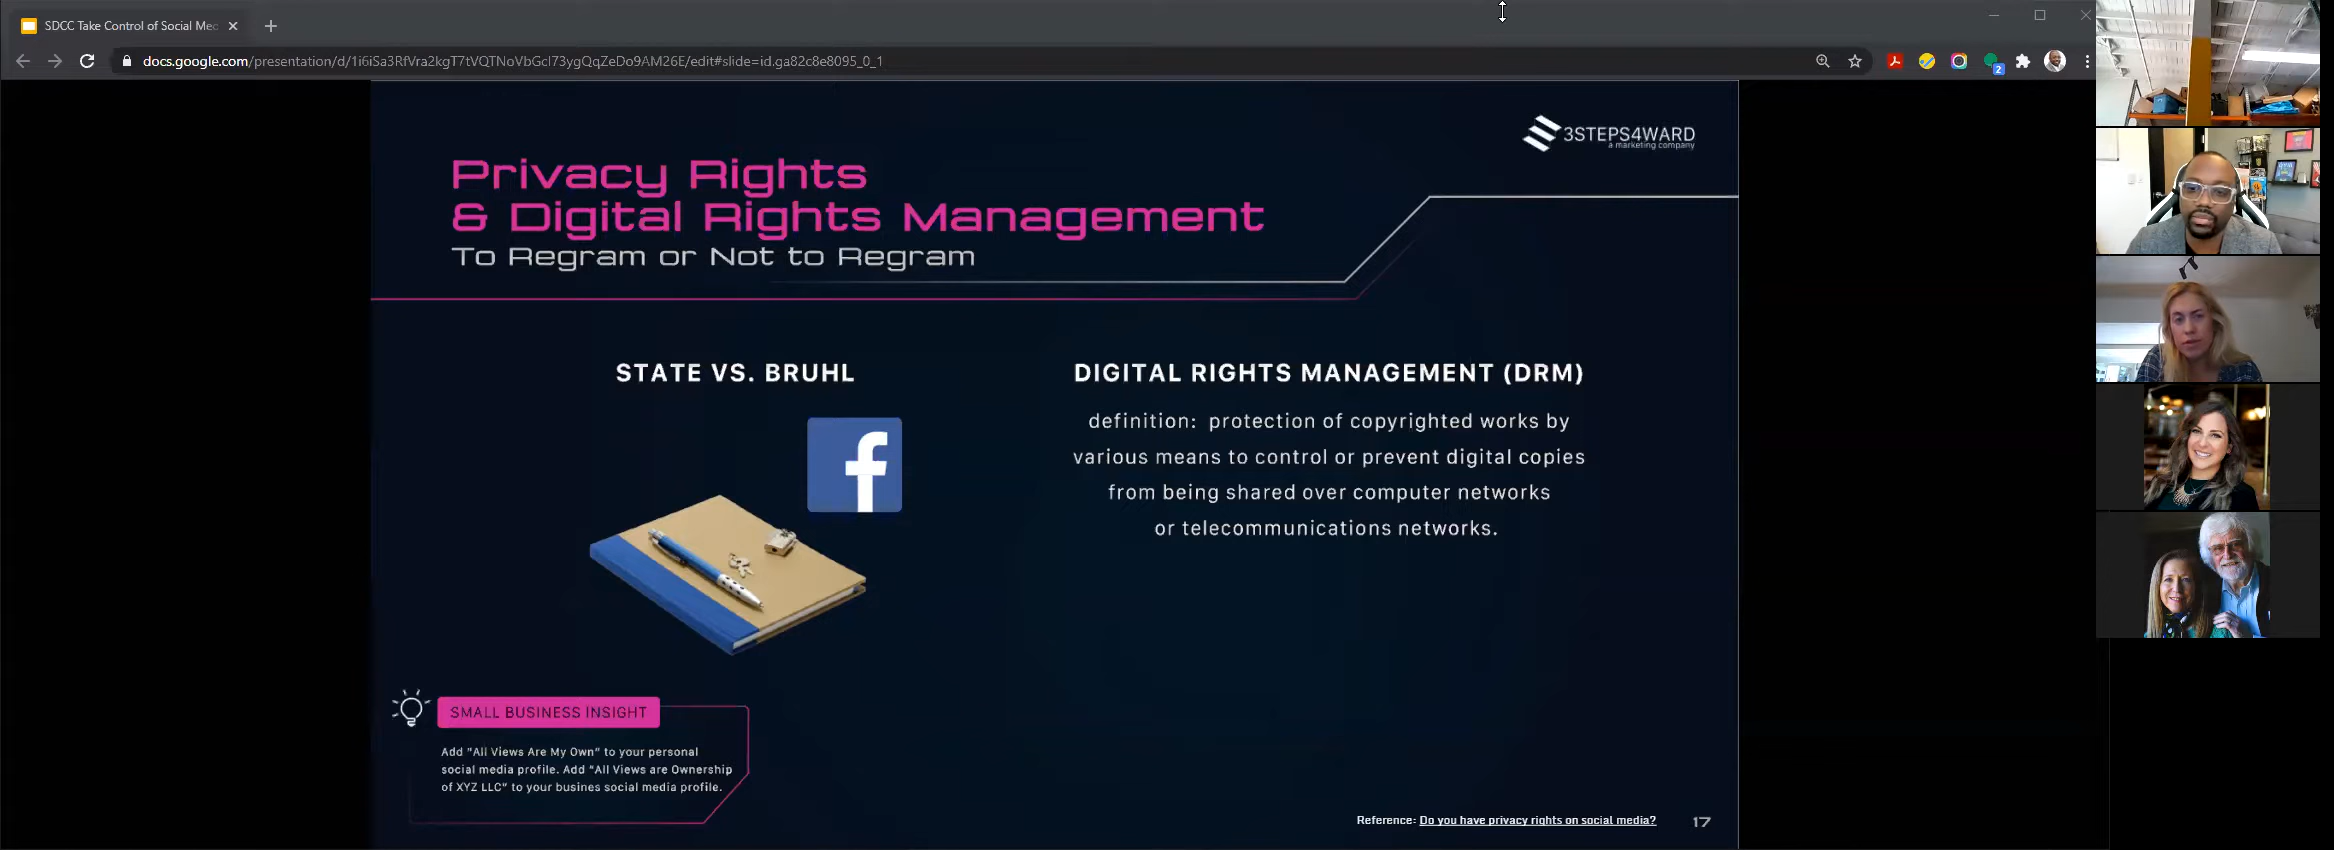 SDCC Take Control of Social Med
docs.google.com/presentation/d/1i6iSa3RfVra2kgT7tVQTNoVbGcl73ygQqZeDo9AM26E/edit#slide=id.ga82c8e8095_0_1
2
3STEPS4WARD
a marketing company
Privacy Rights
& Digital Rights Management
To Regram or Not to Regram
STATE VS. BRUHL
f
DIGITAL RIGHTS MANAGEMENT (DRM)
definition: protection of copyrighted works by
various means to control or prevent digital copies
from being shared over computer networks
or telecommunications networks.
SMALL BUSINESS INSIGHT
Add "All Views Are My Own" to your personal
social media profile. Add "All Views are Ownership
of XYZ LLC" to your busines social media profile.
Reference: Do you have privacy rights on social media?
17